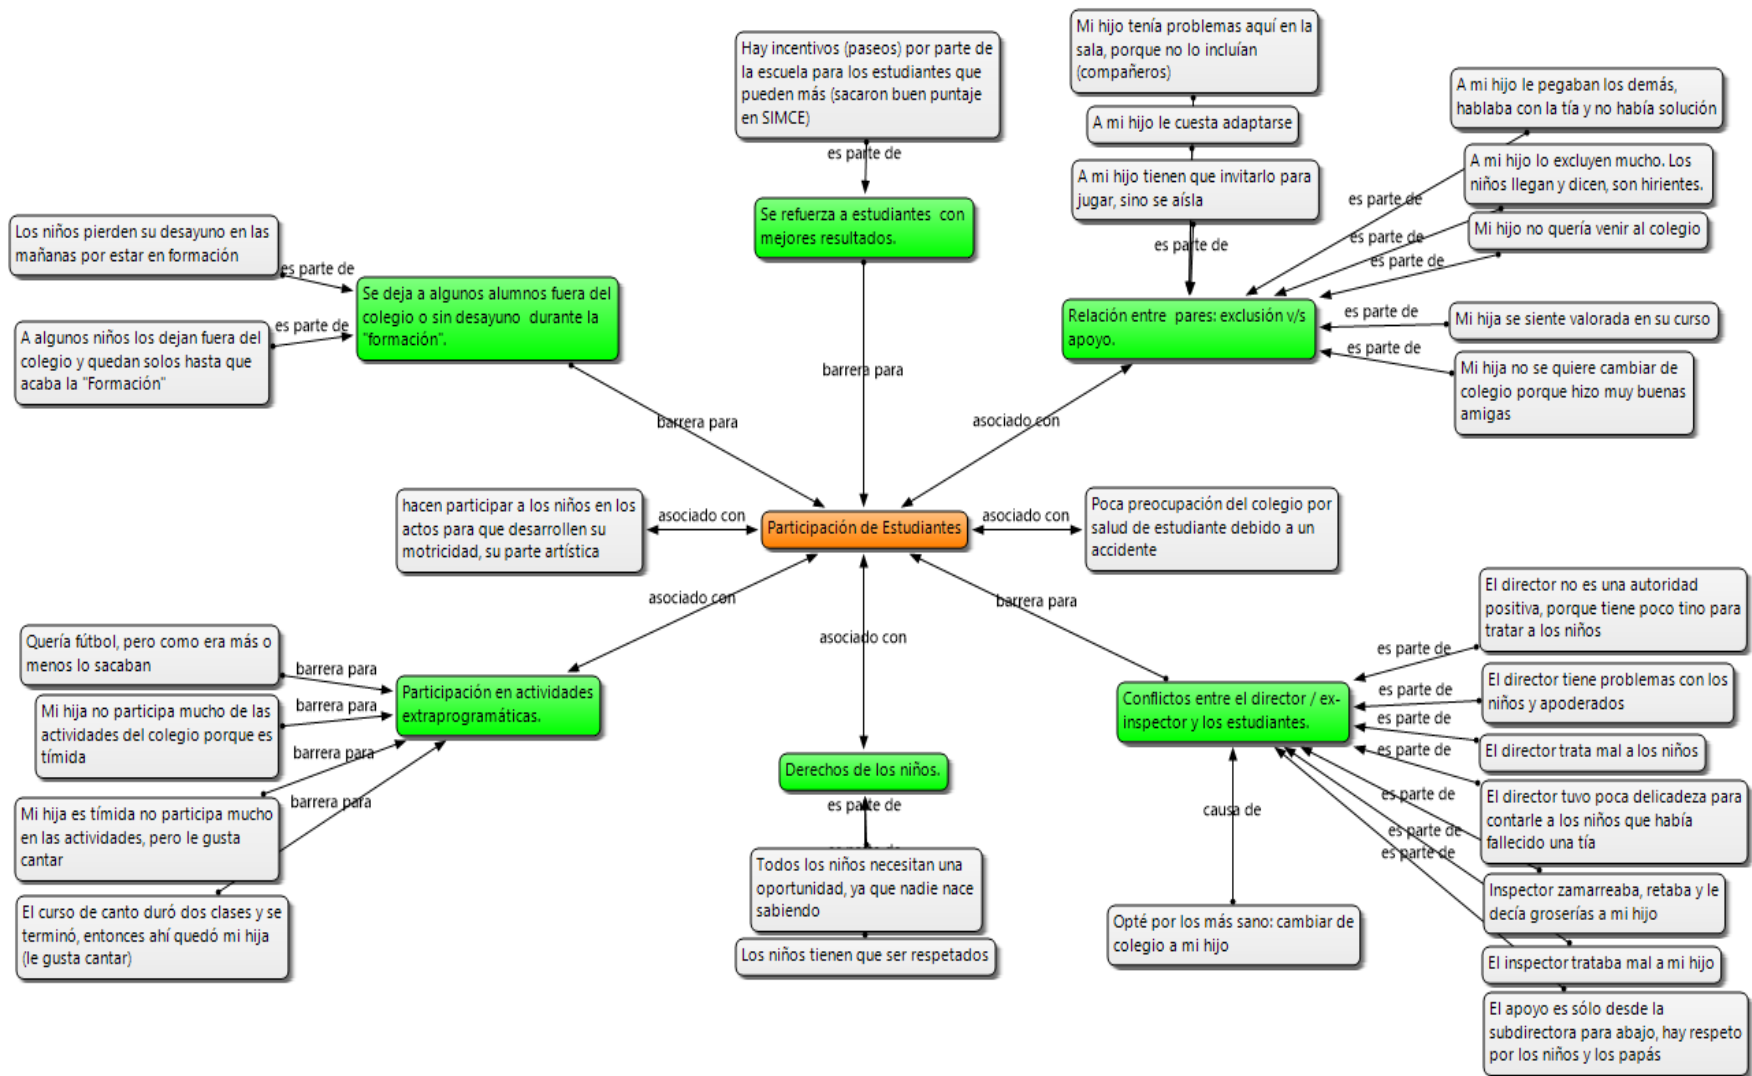 Hay incentivos (paseos) por parte de
la escuela para los estudiantes que
pueden más (sacaron buen puntaje
en SIMCE)
es parte de
Se refuerza a estudiantes con
mejores resultados.
barrera para
Mi hijo tenía problemas aquí en la
sala, porque no lo incluían
(compañeros)
A mi hijo le cuesta adaptarse
A mi hijo tienen que invitarlo para
jugar, sino se aísla
es parte de
A mi hijo le pegaban los demás,
hablaba con la tía y no había solución
es parte de
A mi hijo lo excluyen mucho. Los
niños llegan y dicen, son hirientes.
es parte de
Mi hijo no quería venir al colegio
es parte de
Relación entre pares: exclusión v/s
apoyo.
es parte de
Mi hija se siente valorada en su curso
es parte de
Mi hija no se quiere cambiar de
colegio porque hizo muy buenas
amigas
asociado con
Los niños pierden su desayuno en las
mañanas por estar en formación
es parte de
Se deja a algunos alumnos fuera del
colegio o sin desayuno durante la
"formación".
es parte de
A algunos niños los dejan fuera del
colegio y quedan solos hasta que
acaba la "Formación"
barrera para
hacen participar a los niños en los
actos para que desarrollen su
motricidad, su parte artística
asociado con
Participación de Estudiantes
asociado con
Poca preocupación del colegio por
salud de estudiante debido a un
accidente
asociado con
asociado con
barrera para
Quería fútbol, pero como era más o
menos lo sacaban
barrera para
Mi hija no participa mucho de las
actividades del colegio porque es
tímida
barrera para
Participación en actividades
extraprogramáticas.
barrera para
Mi hija es tímida no participa mucho
en las actividades, pero le gusta
cantar
barrera para
El curso de canto duró dos clases y se
terminó, entonces ahí quedó mi hija
(le gusta cantar)
Derechos de los niños.
es parte de
es parte de
Todos los niños necesitan una
oportunidad, ya que nadie nace
sabiendo
Los niños tienen que ser respetados
Conflictos entre el director / ex-
inspector y los estudiantes.
causa de
Opté por los más sano: cambiar de
colegio a mi hijo
El director no es una autoridad
positiva, porque tiene poco tino para
tratar a los niños
es parte de
El director tiene problemas con los
niños y apoderados
es parte de
El director trata mal a los niños
es parte de
El director tuvo poca delicadeza para
contarle a los niños que había
fallecido una tía
es parte de
Inspector zamarreaba, retaba y le
decía groserías a mi hijo
es parte de
El inspector trataba mal a mi hijo
es parte de
El apoyo es sólo desde la
subdirectora para abajo, hay respeto
por los niños y los papás
es parte de